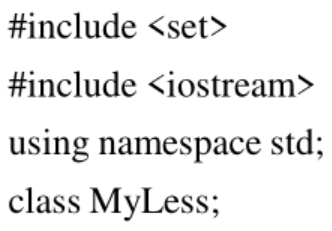 #include <set>
#include <iostream>
using namespace std;
class MyLess;